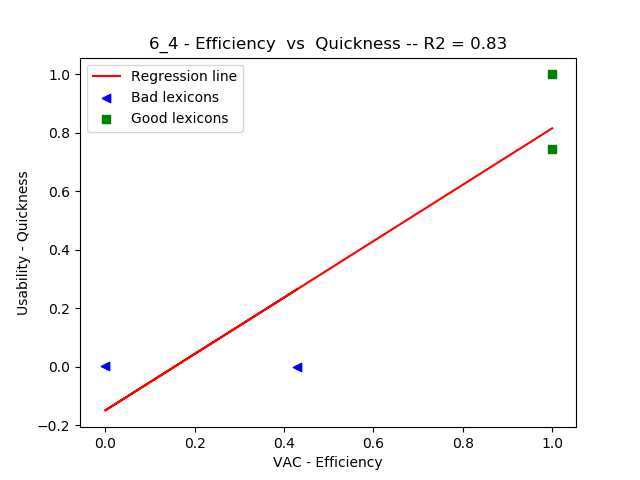 6_4 - Efficiency  vs  Quickness -- R2 = 0.83
Regression line
Bad lexicons
Good lexicons
1.0
0.8
0.6
0.4
0.2
0.0
−0.2
Usability - Quickness
0.0 0.2 0.4 0.6 0.8 1.0
VAC - Efficiency